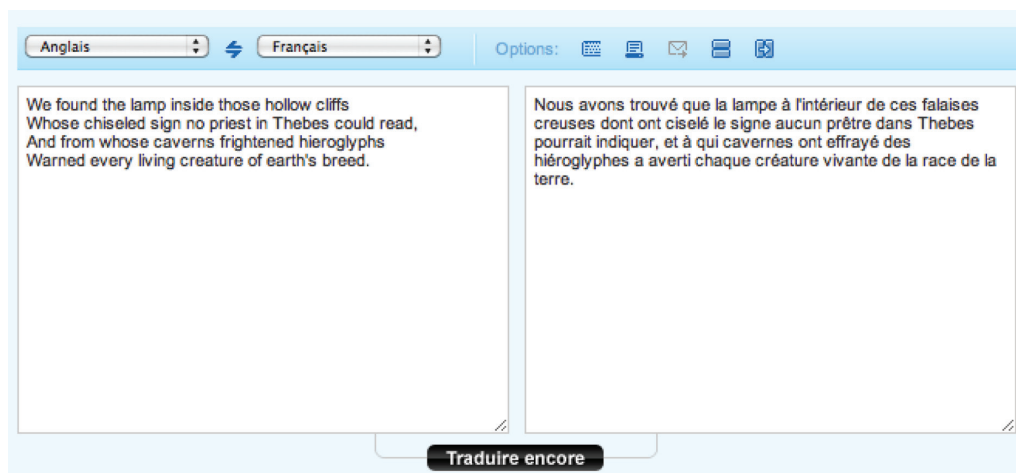 Anglais Français Options:
We found the lamp inside those hollow cliffs
Whose chiseled sign no priest in Thebes could read,
And from whose caverns frightened hieroglyphs
Warned every living creature of earth's breed.
Nous avons trouvé que la lampe à l'intérieur de ces falaises
creuses dont ont ciselé le signe aucun prêtre dans Thebes
pourrait indiquer, et à qui cavernes ont effrayé des
hiéroglyphes a averti chaque créature vivante de la race de la
terre.
Traduire encore